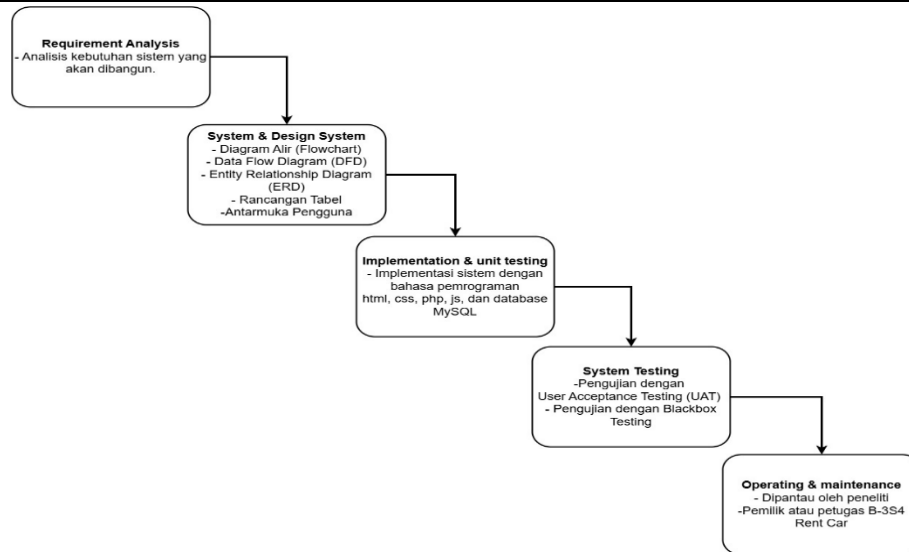 Requirement Analysis
- Analisis kebutuhan sistem yang
akan dibangun.
System & Design System
- Diagram Alir (Flowchart)
- Data Flow Diagram (DFD)
- Entity Relationship Diagram
(ERD)
- Rancangan Tabel
-Antarmuka Pengguna
Implementation & unit testing
- Implementasi sistem dengan
bahasa pemrograman
html, css, php, js, dan database
MySQL
System Testing
-Pengujian dengan
User Acceptance Testing (UAT)
- Pengujian dengan Blackbox
Testing
Operating & maintenance
- Dipantau oleh peneliti
-Pemilik atau petugas B-3S4
Rent Car